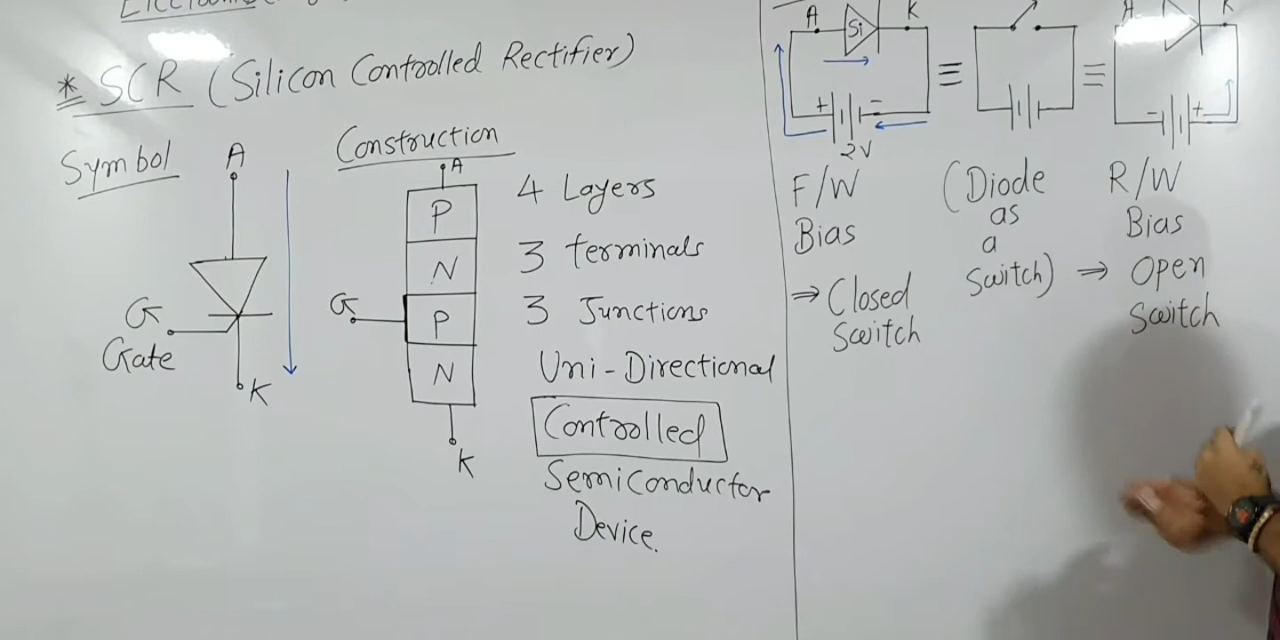 * SCR (Silicon Controlled Rectifier)
Symbol
A
G
Gate
K
Construction
A
P
N
G
P
N
K
4 Layers
3 terminals
3 Junctions
Uni-Directional
Controlled
Semiconductor
Device.
A
Si
K
+
-
2V
≡
≡
K
-
+
F/W
Bias
⇒ Closed
Switch
(Diode
as
a
Switch)
R/W
Bias
⇒ Open
Switch